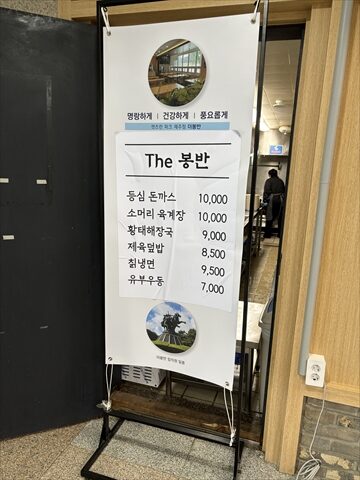 명랑하게 | 건강하게 | 풍요롭게
The 봉반
등심 돈까스 10,000
소머리 육계장 10,000
황태해장국 9,000
제육덮밥 8,500
칡냉면 9,500
유부우동 7,000